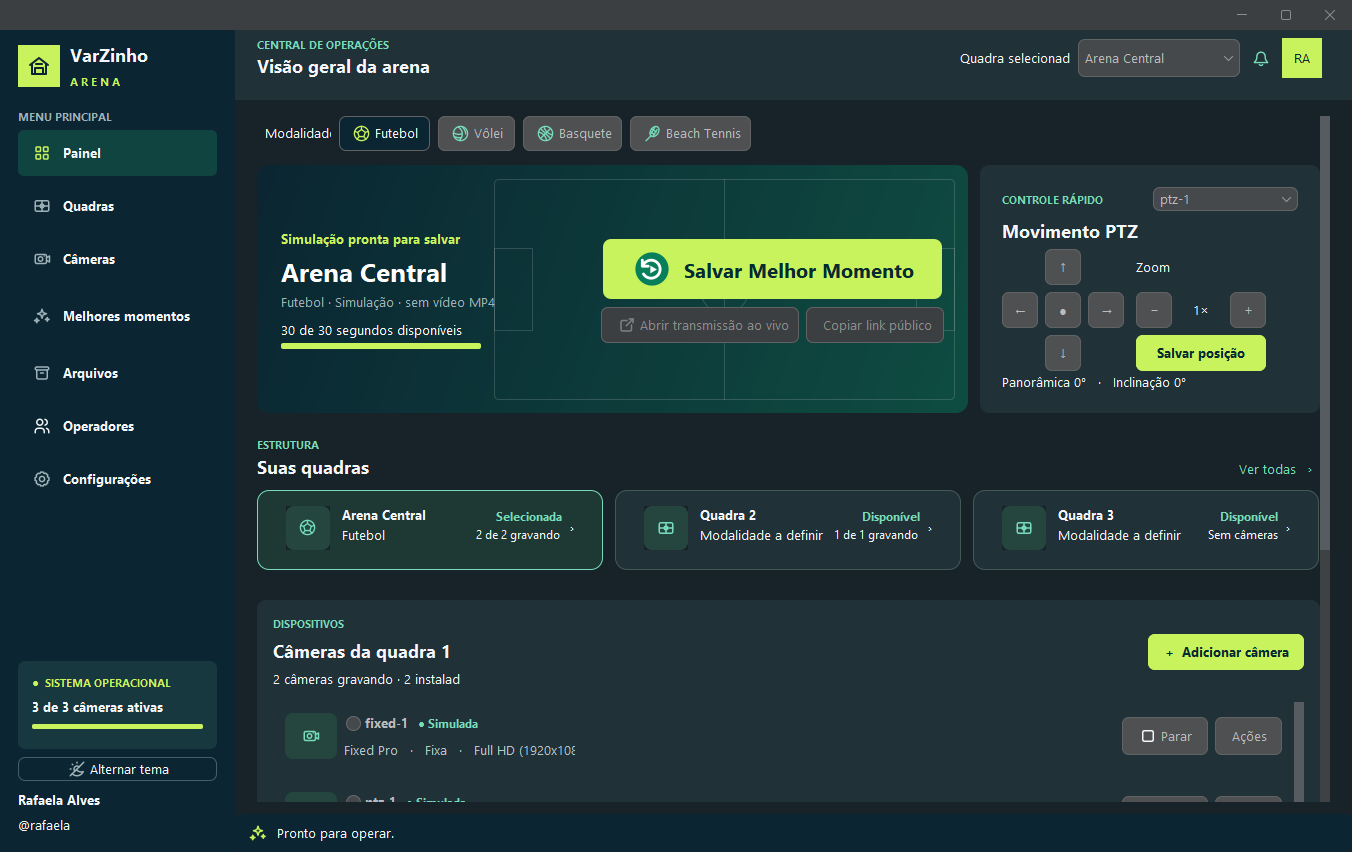 VarZinho
ARENA
MENU PRINCIPAL
Painel
Quadras
Câmeras
Melhores momentos
Arquivos
Operadores
Configurações
● SISTEMA OPERACIONAL
3 de 3 câmeras ativas
Alternar tema
Rafaela Alves
@rafaela
CENTRAL DE OPERAÇÕES
Visão geral da arena
Quadra selecionad
Arena Central
RA
Modalidad
Futebol
Vôlei
Basquete
Beach Tennis
Simulação pronta para salvar
Arena Central
Futebol · Simulação · sem vídeo MP4
30 de 30 segundos disponíveis
Salvar Melhor Momento
Abrir transmissão ao vivo
Copiar link público
CONTROLE RÁPIDO
ptz-1
Movimento PTZ
↑
Zoom
← ● → − 1× +
↓
Salvar posição
Panorâmica 0° · Inclinação 0°
ESTRUTURA
Suas quadras
Ver todas ›
Arena Central
Futebol
Selecionada
2 de 2 gravando ›
Quadra 2
Modalidade a definir
Disponível
1 de 1 gravando ›
Quadra 3
Modalidade a definir
Disponível
Sem câmeras ›
DISPOSITIVOS
Câmeras da quadra 1
2 câmeras gravando · 2 instalad
+ Adicionar câmera
fixed-1 ● Simulada
Fixed Pro · Fixa · Full HD (1920x108
Parar
Ações
ptz-1 ● Simulada
Pronto para operar.